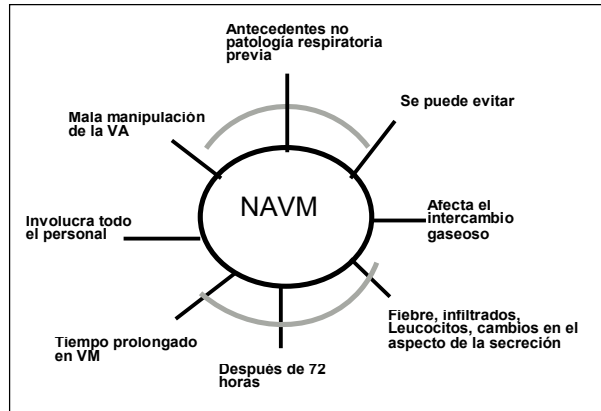 Antecedentes no
patología respiratoria
previa
Se puede evitar
Mala manipulación
de la VA
NAVM
Involucra todo
el personal
Afecta el
intercambio
gaseoso
Fiebre, infiltrados,
Leucocitos, cambios en el
aspecto de la secreción
Tiempo prolongado
en VM
Después de 72
horas